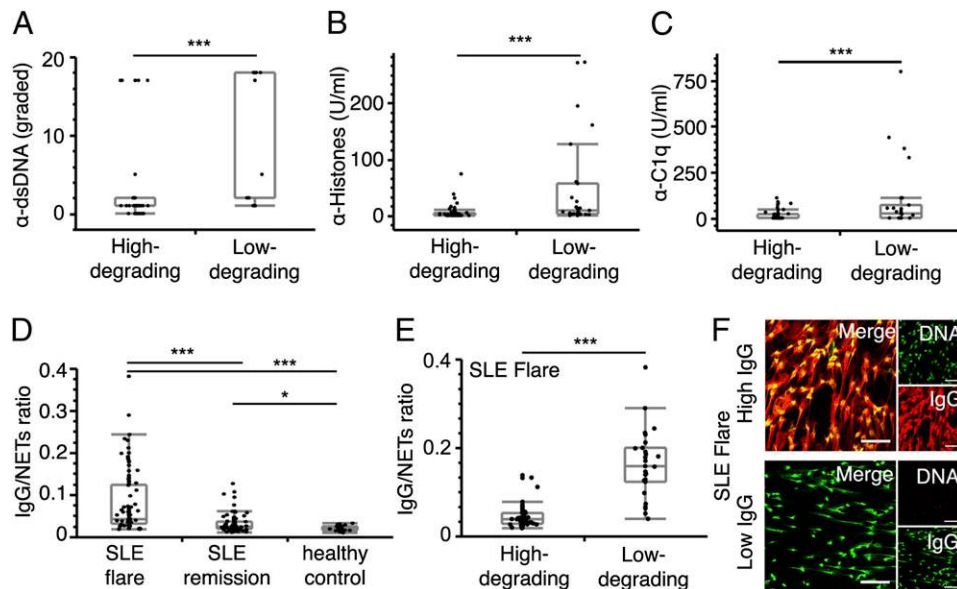 A
***
α-dsDNA (graded)
20
10
0
High-
degrading
Low-
degrading
B
***
α-Histones (U/ml)
200
100
0
High-
degrading
Low-
degrading
C
***
α-C1q (U/ml)
750
500
250
0
High-
degrading
Low-
degrading
D
***
***
*
IgG/NETs ratio
0.4
0.3
0.2
0.1
0
SLE
flare
SLE
remission
healthy
control
E
SLE Flare
***
IgG/NETs ratio
0.4
0.2
0
High-
degrading
Low-
degrading
F
SLE Flare
High IgG
Merge
DNA
IgG
Low IgG
Merge
DNA
IgG